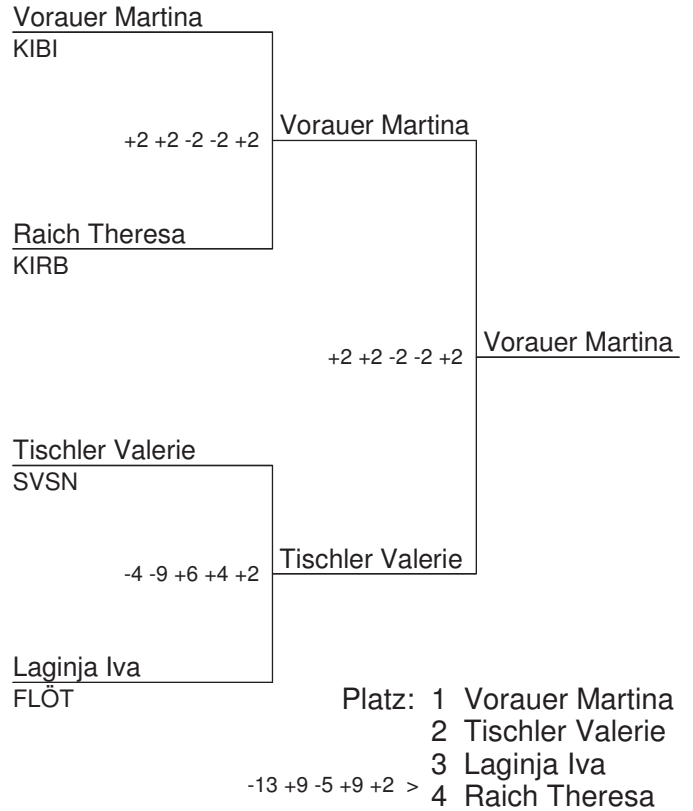 Vorauer Martina
KIBI
+2 +2 -2 -2 +2
Vorauer Martina
Raich Theresa
KIRB
+2 +2 -2 -2 +2
Vorauer Martina
Tischler Valerie
SVSN
-4 -9 +6 +4 +2
Tischler Valerie
Laginja Iva
FLÖT
Platz: 1 Vorauer Martina
2 Tischler Valerie
3 Laginja Iva
-13 +9 -5 +9 +2 > 4 Raich Theresa